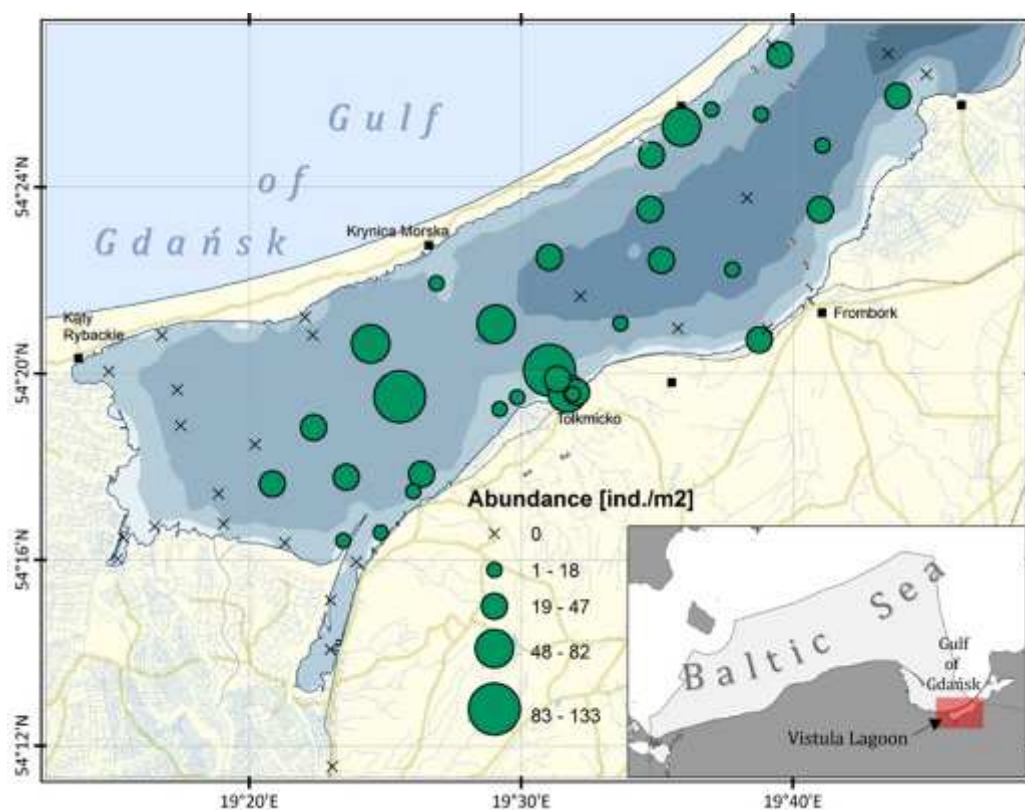 Gulf
of
Gdańsk
Krynica Morska
Kąty
Rybackie
Frombork
Tolkmicko
54°24'N
54°20'N
54°16'N
54°12'N
19°20'E
19°30'E
19°40'E
Abundance [ind./m2]
0
1 - 18
19 - 47
48 - 82
83 - 133
Baltic Sea
Gulf
of
Gdańsk
Vistula Lagoon